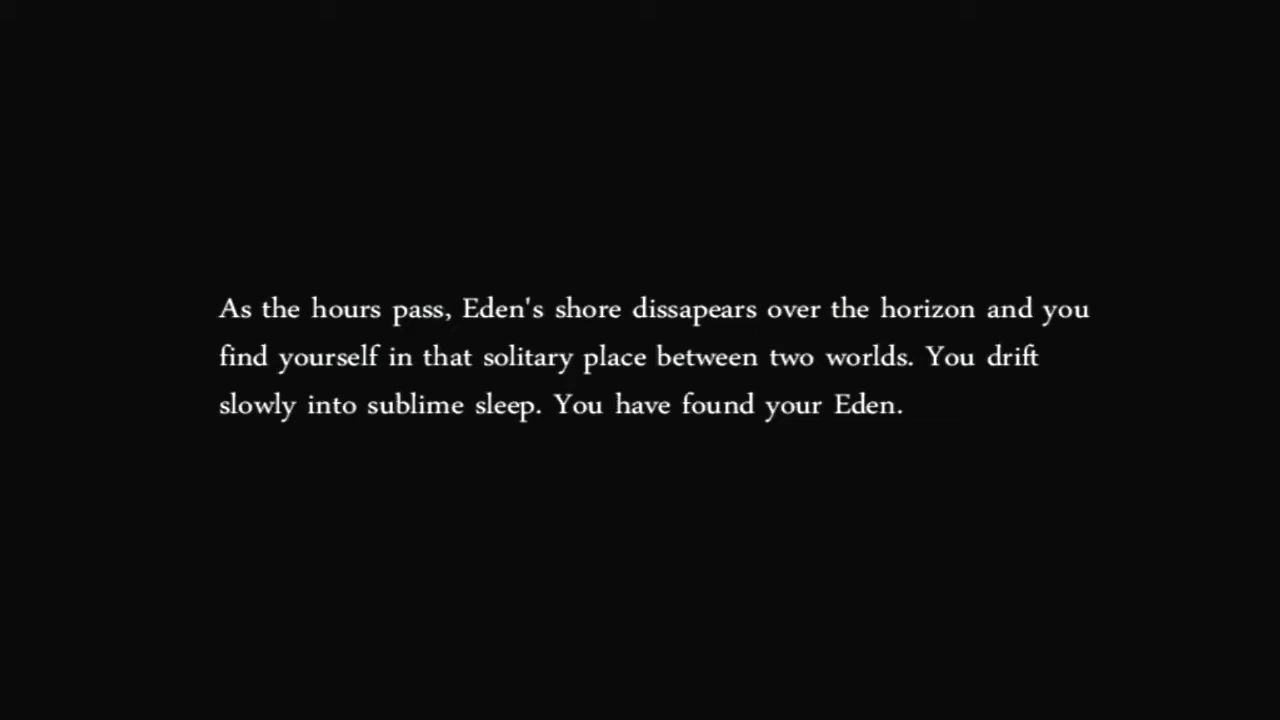 As the hours pass, Eden's shore dissapears over the horizon and you
find yourself in that solitary place between two worlds. You drift
slowly into sublime sleep. You have found your Eden.